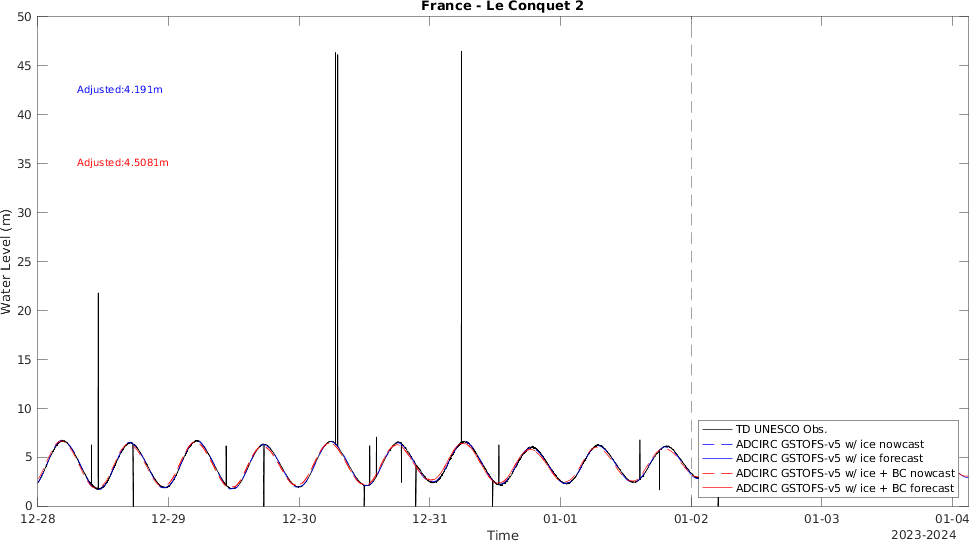 France - Le Conquet 2
50
45
40
35
30
25
20
15
10
5
0
Water Level (m)
Adjusted:4.191m
Adjusted:4.5081m
TD UNESCO Obs.
ADCIRC GSTOFS-v5 w/ ice nowcast
ADCIRC GSTOFS-v5 w/ ice forecast
ADCIRC GSTOFS-v5 w/ ice + BC nowcast
ADCIRC GSTOFS-v5 w/ ice + BC forecast
12-28 12-29 12-30 12-31 01-01 01-02 01-03 01-04
Time
2023-2024